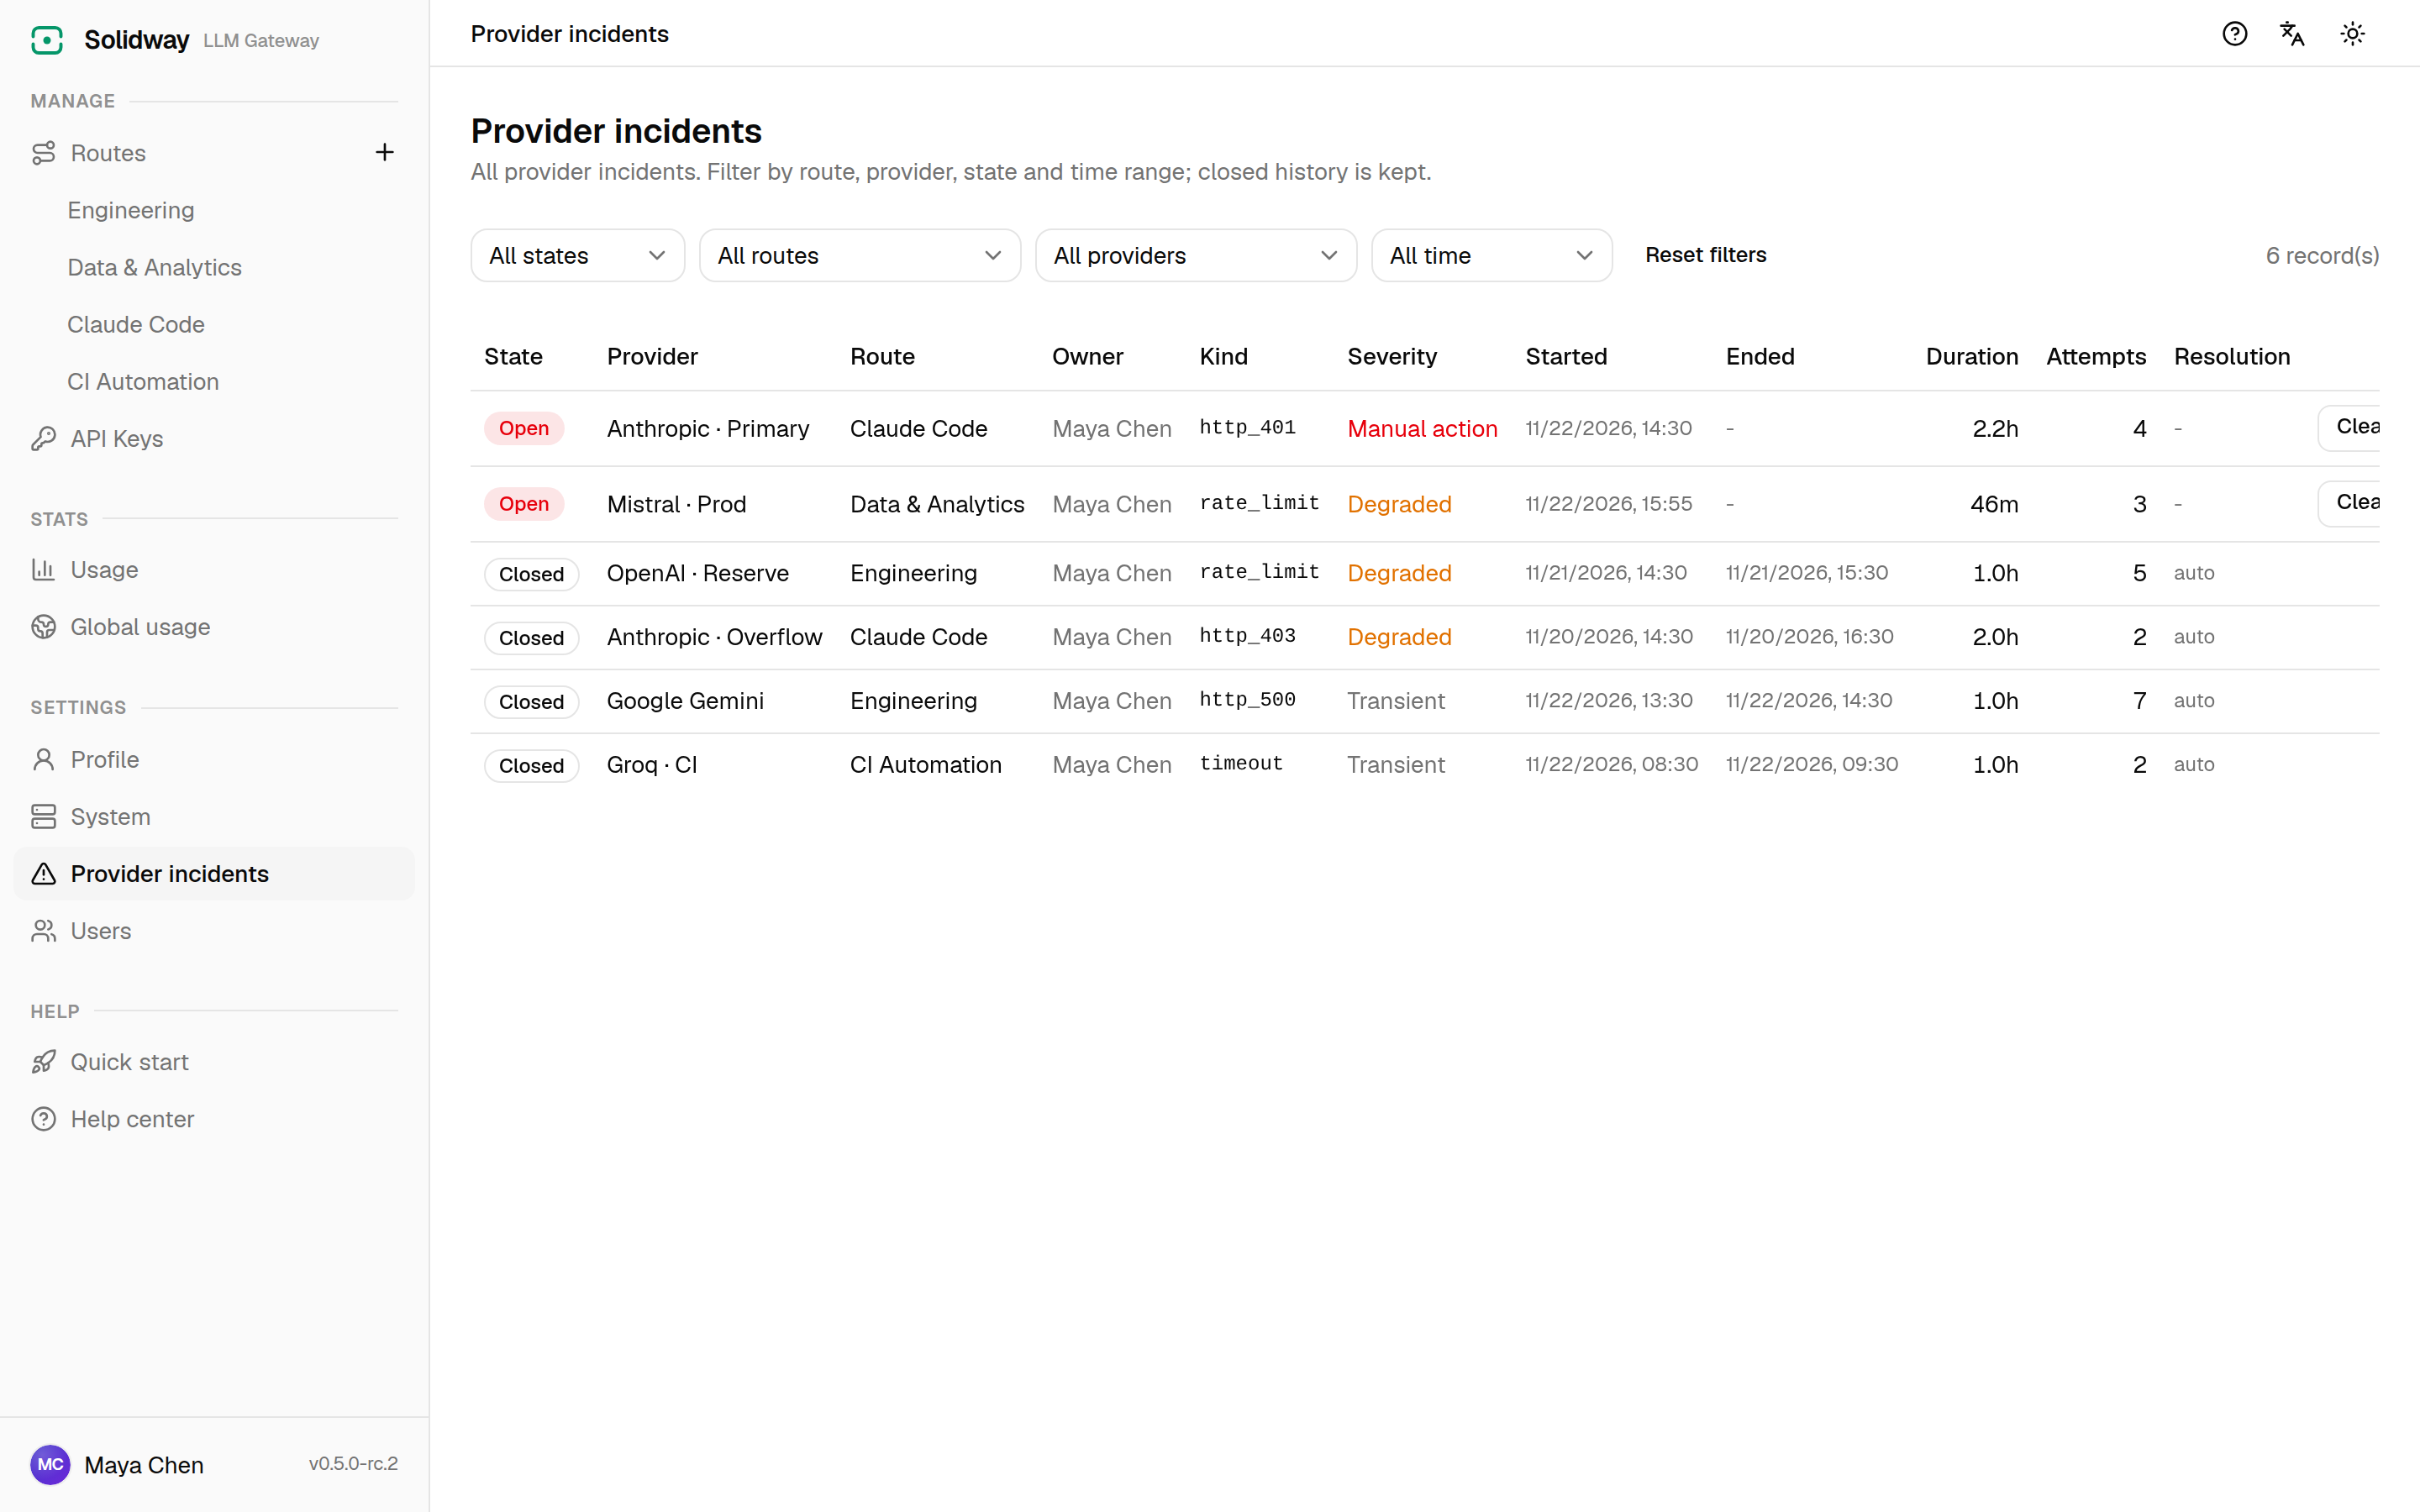 Solidway LLM Gateway
MANAGE
Routes
Engineering
Data & Analytics
Claude Code
CI Automation
API Keys
STATS
Usage
Global usage
SETTINGS
Profile
System
Provider incidents
Users
HELP
Quick start
Help center
MC Maya Chen v0.5.0-rc.2
Provider incidents
Provider incidents
All provider incidents. Filter by route, provider, state and time range; closed history is kept.
All states All routes All providers All time Reset filters 6 record(s)
State Provider Route Owner Kind Severity Started Ended Duration Attempts Resolution
Open Anthropic · Primary Claude Code Maya Chen http_401 Manual action 11/22/2026, 14:30 - 2.2h 4 - Clea
Open Mistral · Prod Data & Analytics Maya Chen rate_limit Degraded 11/22/2026, 15:55 - 46m 3 - Clea
Closed OpenAI · Reserve Engineering Maya Chen rate_limit Degraded 11/21/2026, 14:30 11/21/2026, 15:30 1.0h 5 auto
Closed Anthropic · Overflow Claude Code Maya Chen http_403 Degraded 11/20/2026, 14:30 11/20/2026, 16:30 2.0h 2 auto
Closed Google Gemini Engineering Maya Chen http_500 Transient 11/22/2026, 13:30 11/22/2026, 14:30 1.0h 7 auto
Closed Groq · CI CI Automation Maya Chen timeout Transient 11/22/2026, 08:30 11/22/2026, 09:30 1.0h 2 auto